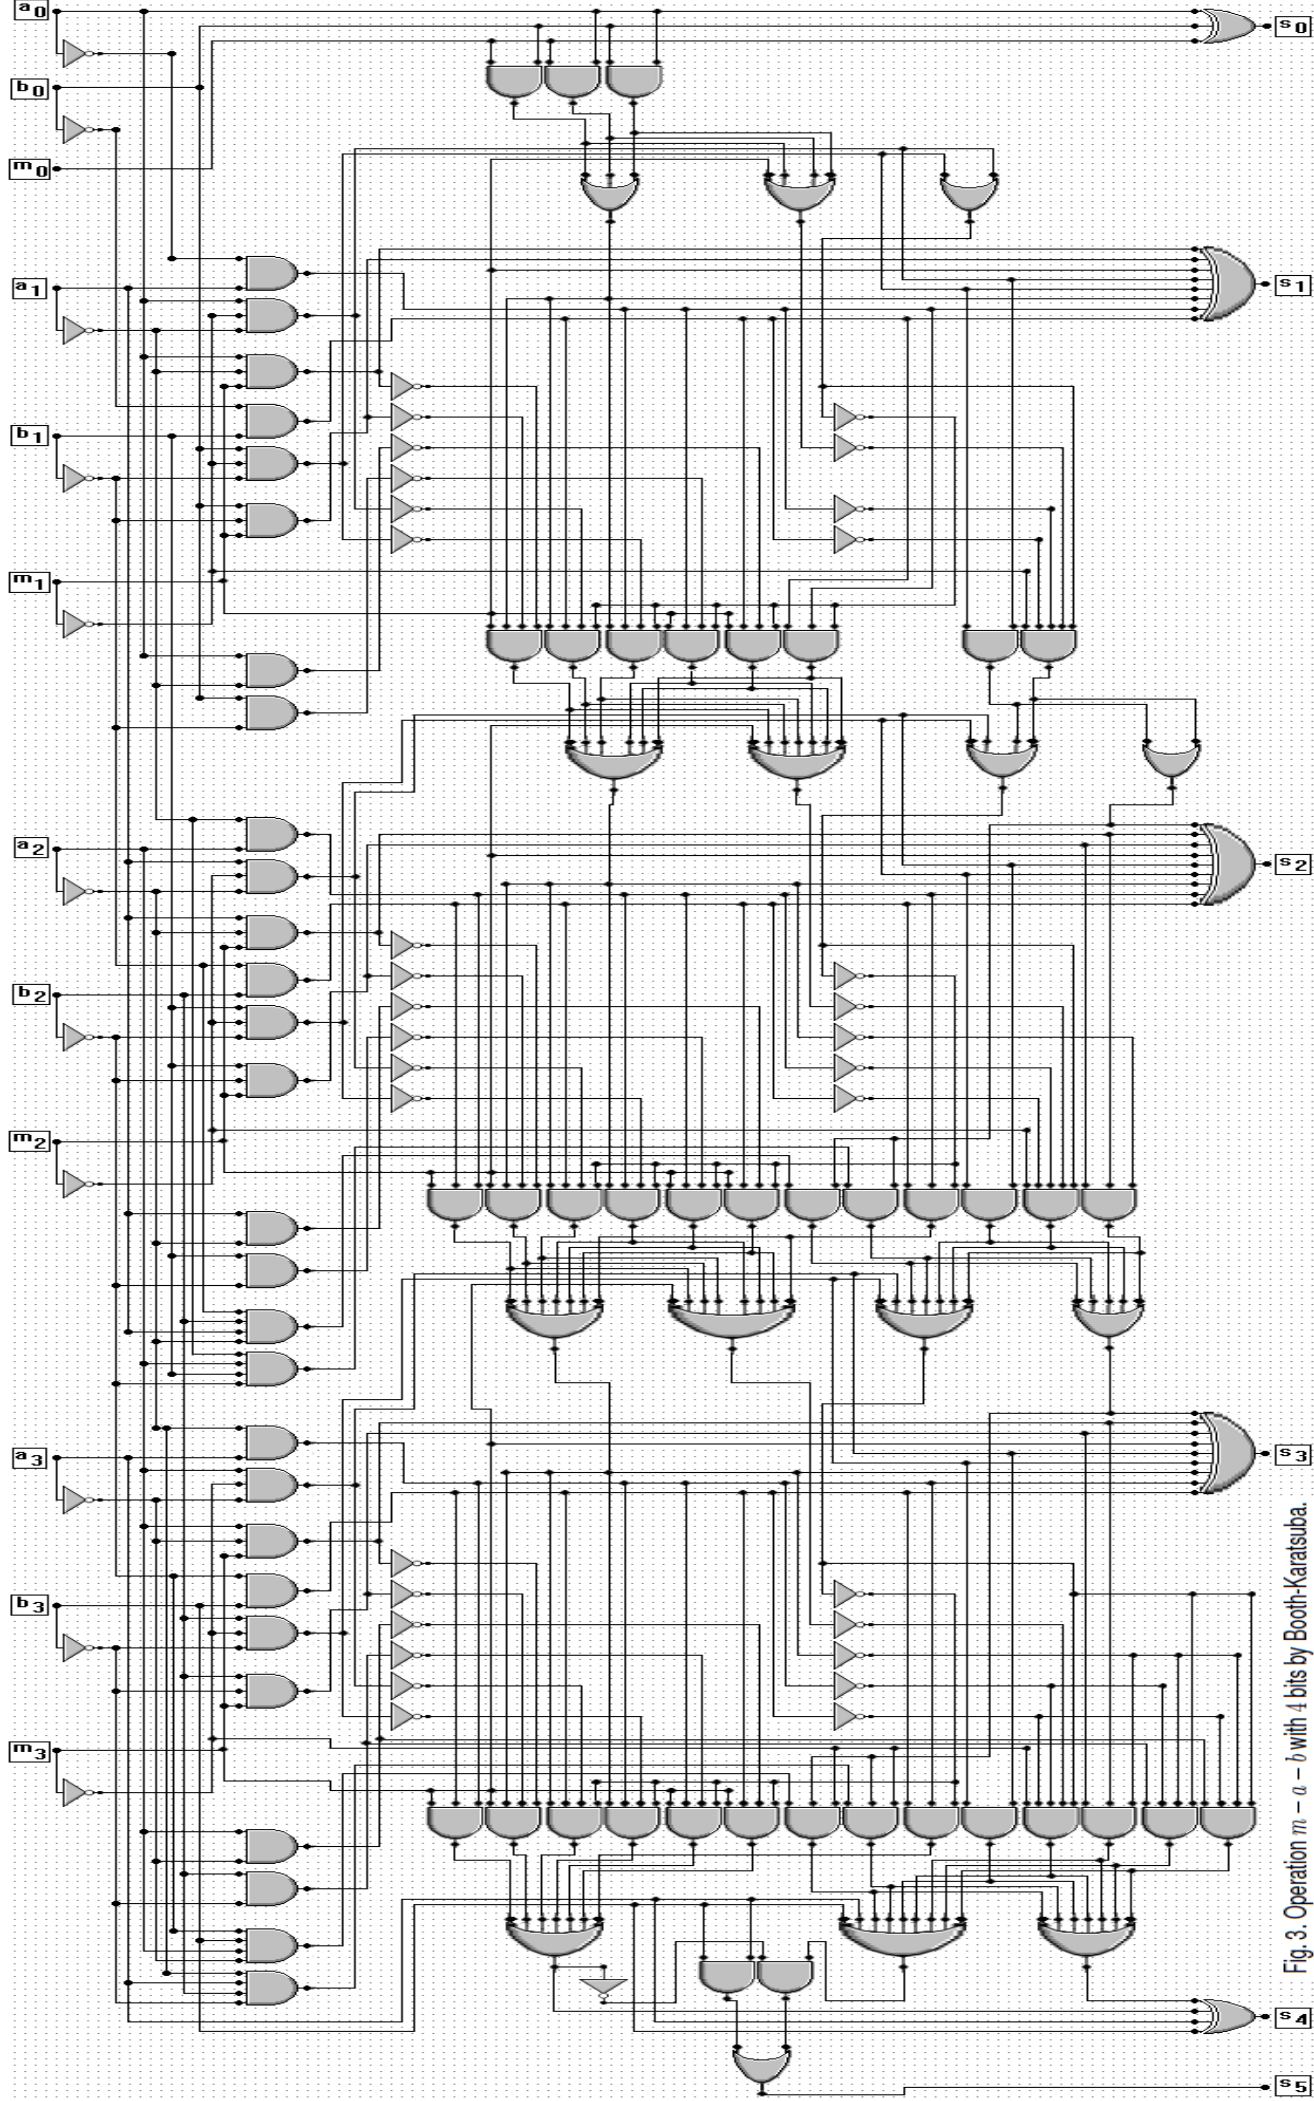 a0
s0
b0
m0
a1
s1
b1
m1
a2
s2
b2
m2
a3
s3
b3
m3
s4
s5
Fig. 3. Operation m − a − b with 4 bits by Booth-Karatsuba.